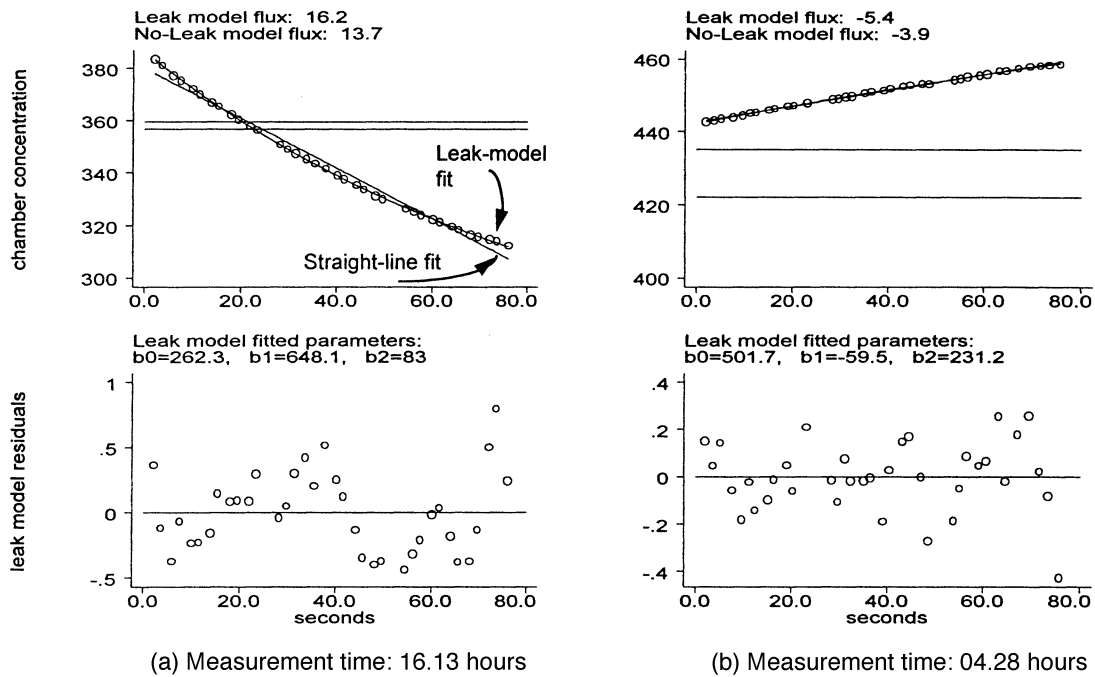 Leak model flux: 16.2
No-Leak model flux: 13.7
chamber concentration
380
360
340
320
300
Leak-model
fit
Straight-line fit
0.0 20.0 40.0 60.0 80.0
Leak model flux: -5.4
No-Leak model flux: -3.9
460
440
420
400
0.0 20.0 40.0 60.0 80.0
Leak model fitted parameters:
b0=262.3, b1=648.1, b2=83
leak model residuals
1
.5
0
-.5
0.0 20.0 40.0 60.0 80.0
seconds
Leak model fitted parameters:
b0=501.7, b1=-59.5, b2=231.2
.4
.2
0
-.2
-.4
0.0 20.0 40.0 60.0 80.0
seconds
(a) Measurement time: 16.13 hours
(b) Measurement time: 04.28 hours